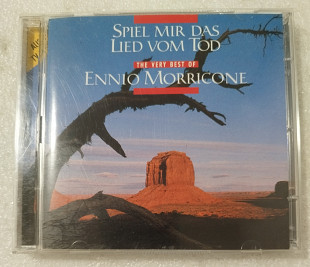 SPIEL MIR DAS
LIED VOM TOD
THE VERY BEST OF
ENNIO MORRICONE